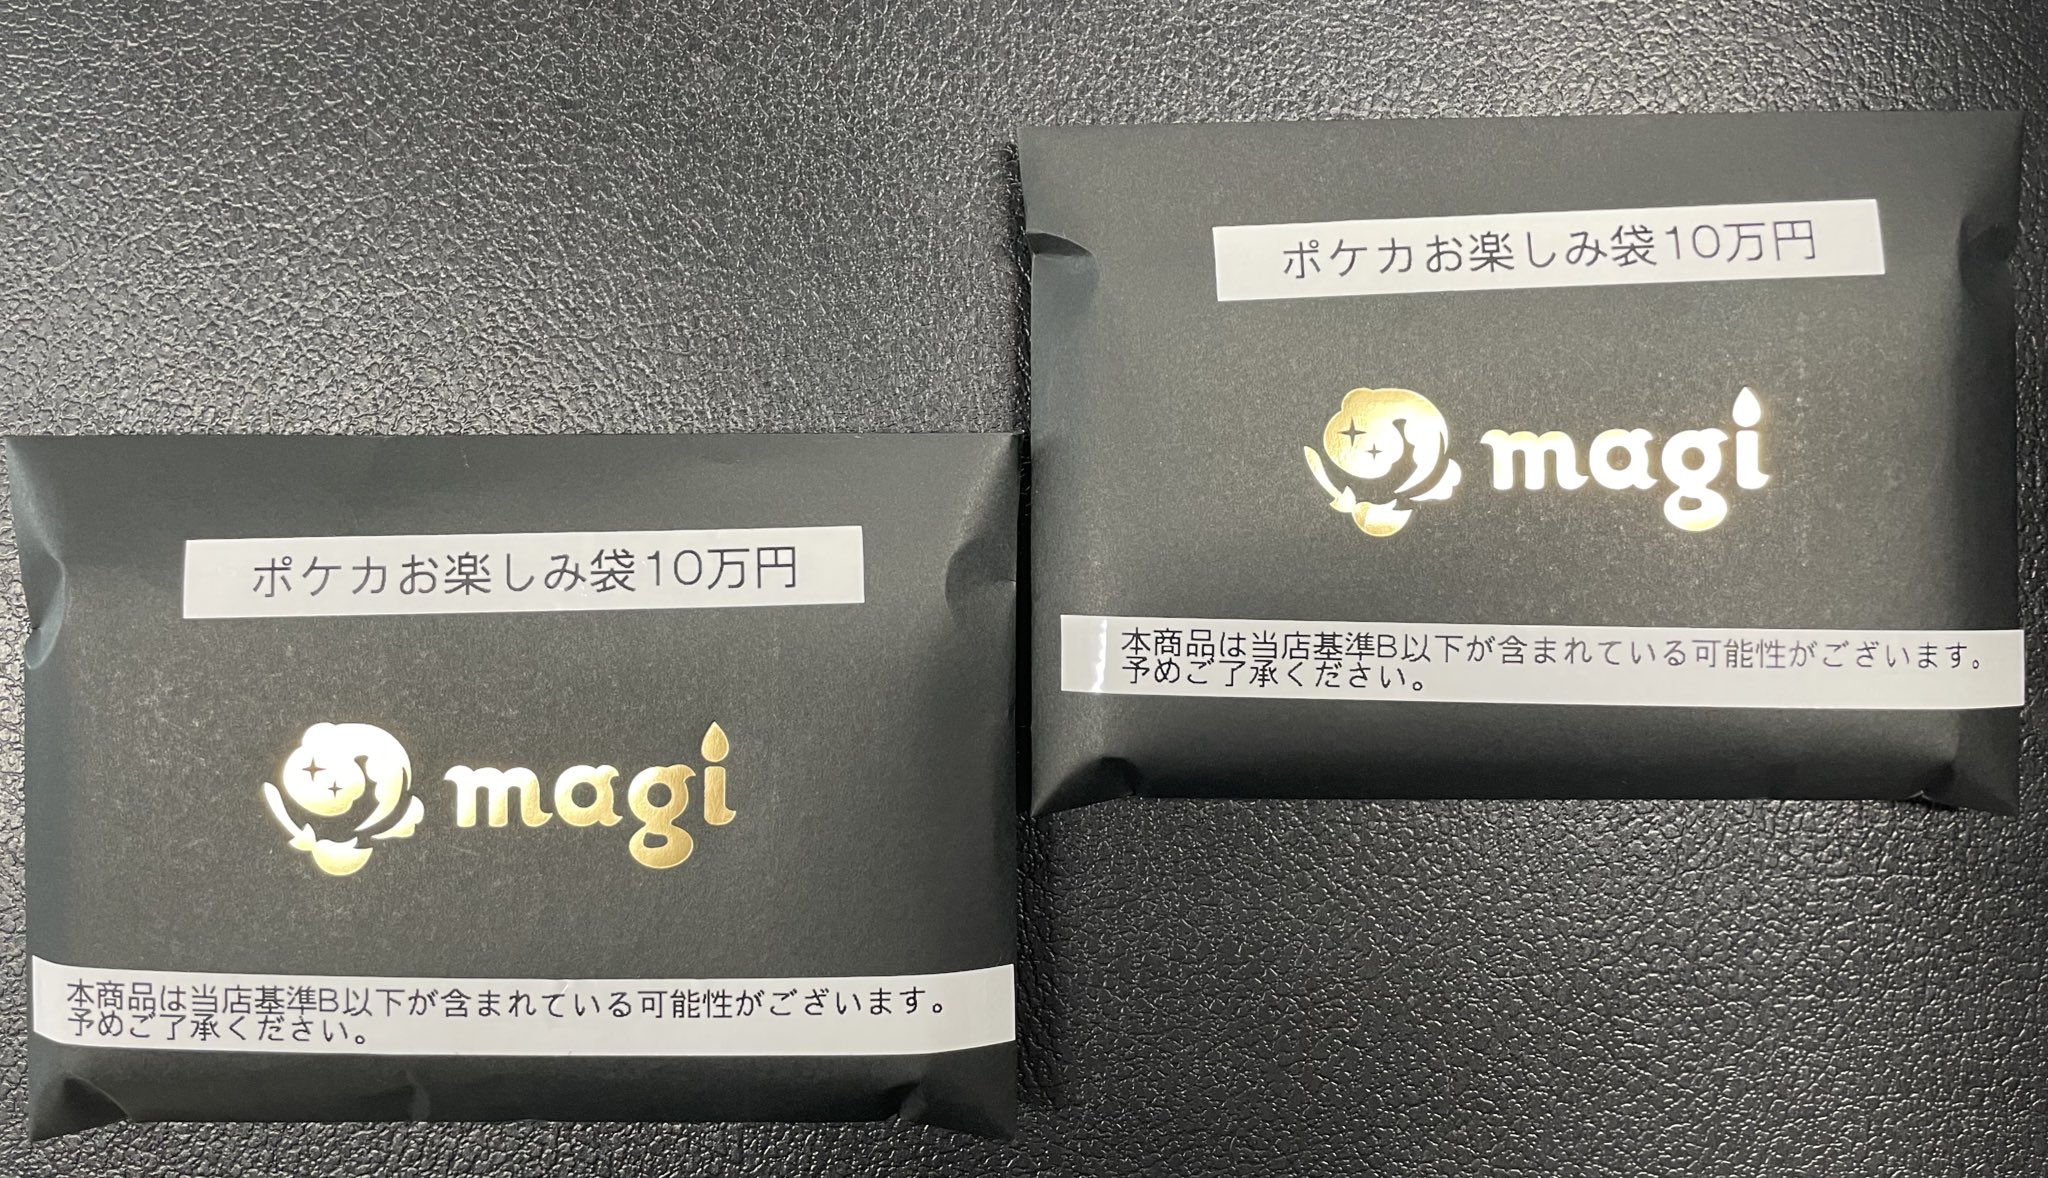 ポケカお楽しみ袋10万円
magi
本商品は当店基準B以下が含まれている可能性がございます。
予めご了承ください。
ポケカお楽しみ袋10万円
magi
本商品は当店基準B以下が含まれている可能性がございます。
予めご了承ください。